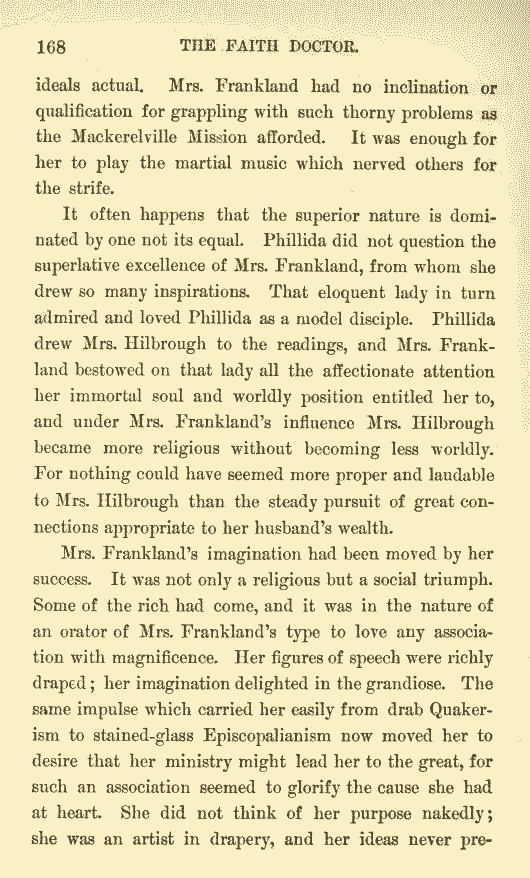 168 THE FAITH DOCTOR.
ideals actual. Mrs. Frankland had no inclination or
qualification for grappling with such thorny problems as
the Mackerelville Mission afforded. It was enough for
her to play the martial music which nerved others for
the strife.
It often happens that the superior nature is domi-
nated by one not its equal. Phillida did not question the
superlative excellence of Mrs. Frankland, from whom she
drew so many inspirations. That eloquent lady in turn
admired and loved Phillida as a model disciple. Phillida
drew Mrs. Hilbrough to the readings, and Mrs. Frank-
land bestowed on that lady all the affectionate attention
her immortal soul and worldly position entitled her to,
and under Mrs. Frankland's influence Mrs. Hilbrough
became more religious without becoming less worldly.
For nothing could have seemed more proper and laudable
to Mrs. Hilbrough than the steady pursuit of great con-
nections appropriate to her husband's wealth.
Mrs. Frankland's imagination had been moved by her
success. It was not only a religious but a social triumph.
Some of the rich had come, and it was in the nature of
an orator of Mrs. Frankland's type to love any associa-
tion with magnificence. Her figures of speech were richly
draped; her imagination delighted in the grandiose. The
same impulse which carried her easily from drab Quaker-
ism to stained-glass Episcopalianism now moved her to
desire that her ministry might lead her to the great, for
such an association seemed to glorify the cause she had
at heart. She did not think of her purpose nakedly;
she was an artist in drapery, and her ideas never pre-